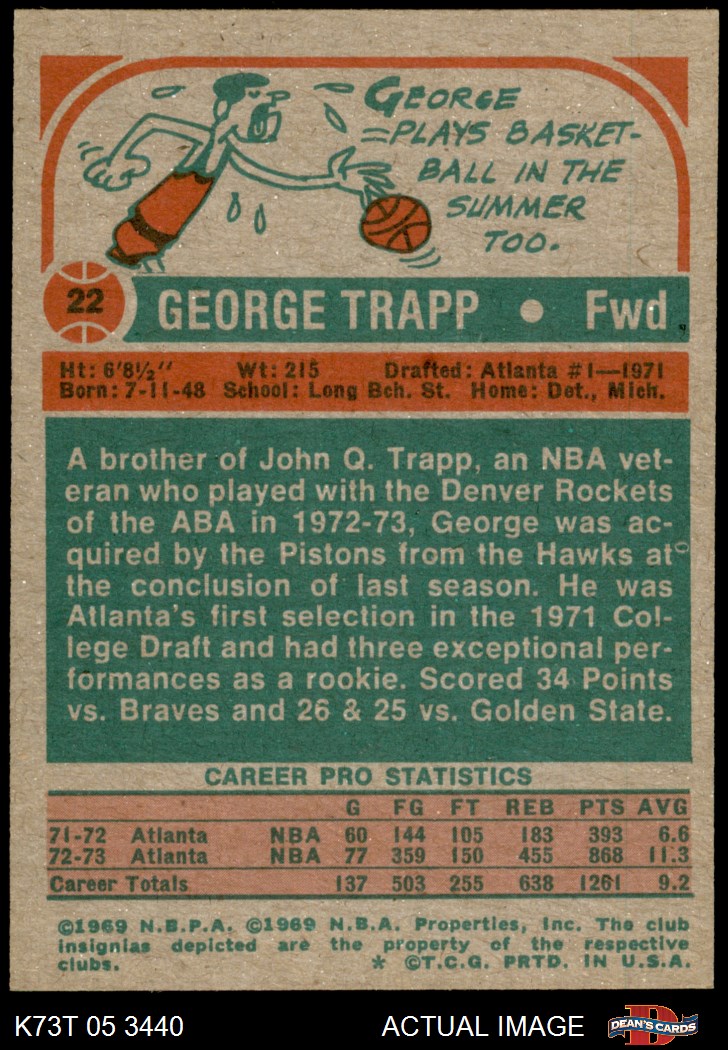 GEORGE
PLAYS BASKET-
BALL IN THE
SUMMER
TOO.
22 GEORGE TRAPP • Fwd
Ht: 6'8½" Wt: 215 Drafted: Atlanta #1—1971
Born: 7-11-48 School: Long Bch. St. Home: Det., Mich.
A brother of John Q. Trapp, an NBA vet-
eran who played with the Denver Rockets
of the ABA in 1972-73, George was ac-
quired by the Pistons from the Hawks at
the conclusion of last season. He was
Atlanta's first selection in the 1971 Col-
lege Draft and had three exceptional per-
formances as a rookie. Scored 34 Points
vs. Braves and 26 & 25 vs. Golden State.
CAREER PRO STATISTICS
G FG FT REB PTS AVG
71-72 Atlanta NBA 60 144 105 183 393 6.6
72-73 Atlanta NBA 77 359 150 455 868 11.3
Career Totals 137 503 255 638 1261 9.2
©1969 N.B.P.A. ©1969 N.B.A. Properties, Inc. The club
insignias depicted are the property of the respective
clubs. * ©T.C.G. PRTD. IN U.S.A.
K73T 05 3440 ACTUAL IMAGE D DEAN'S CARDS